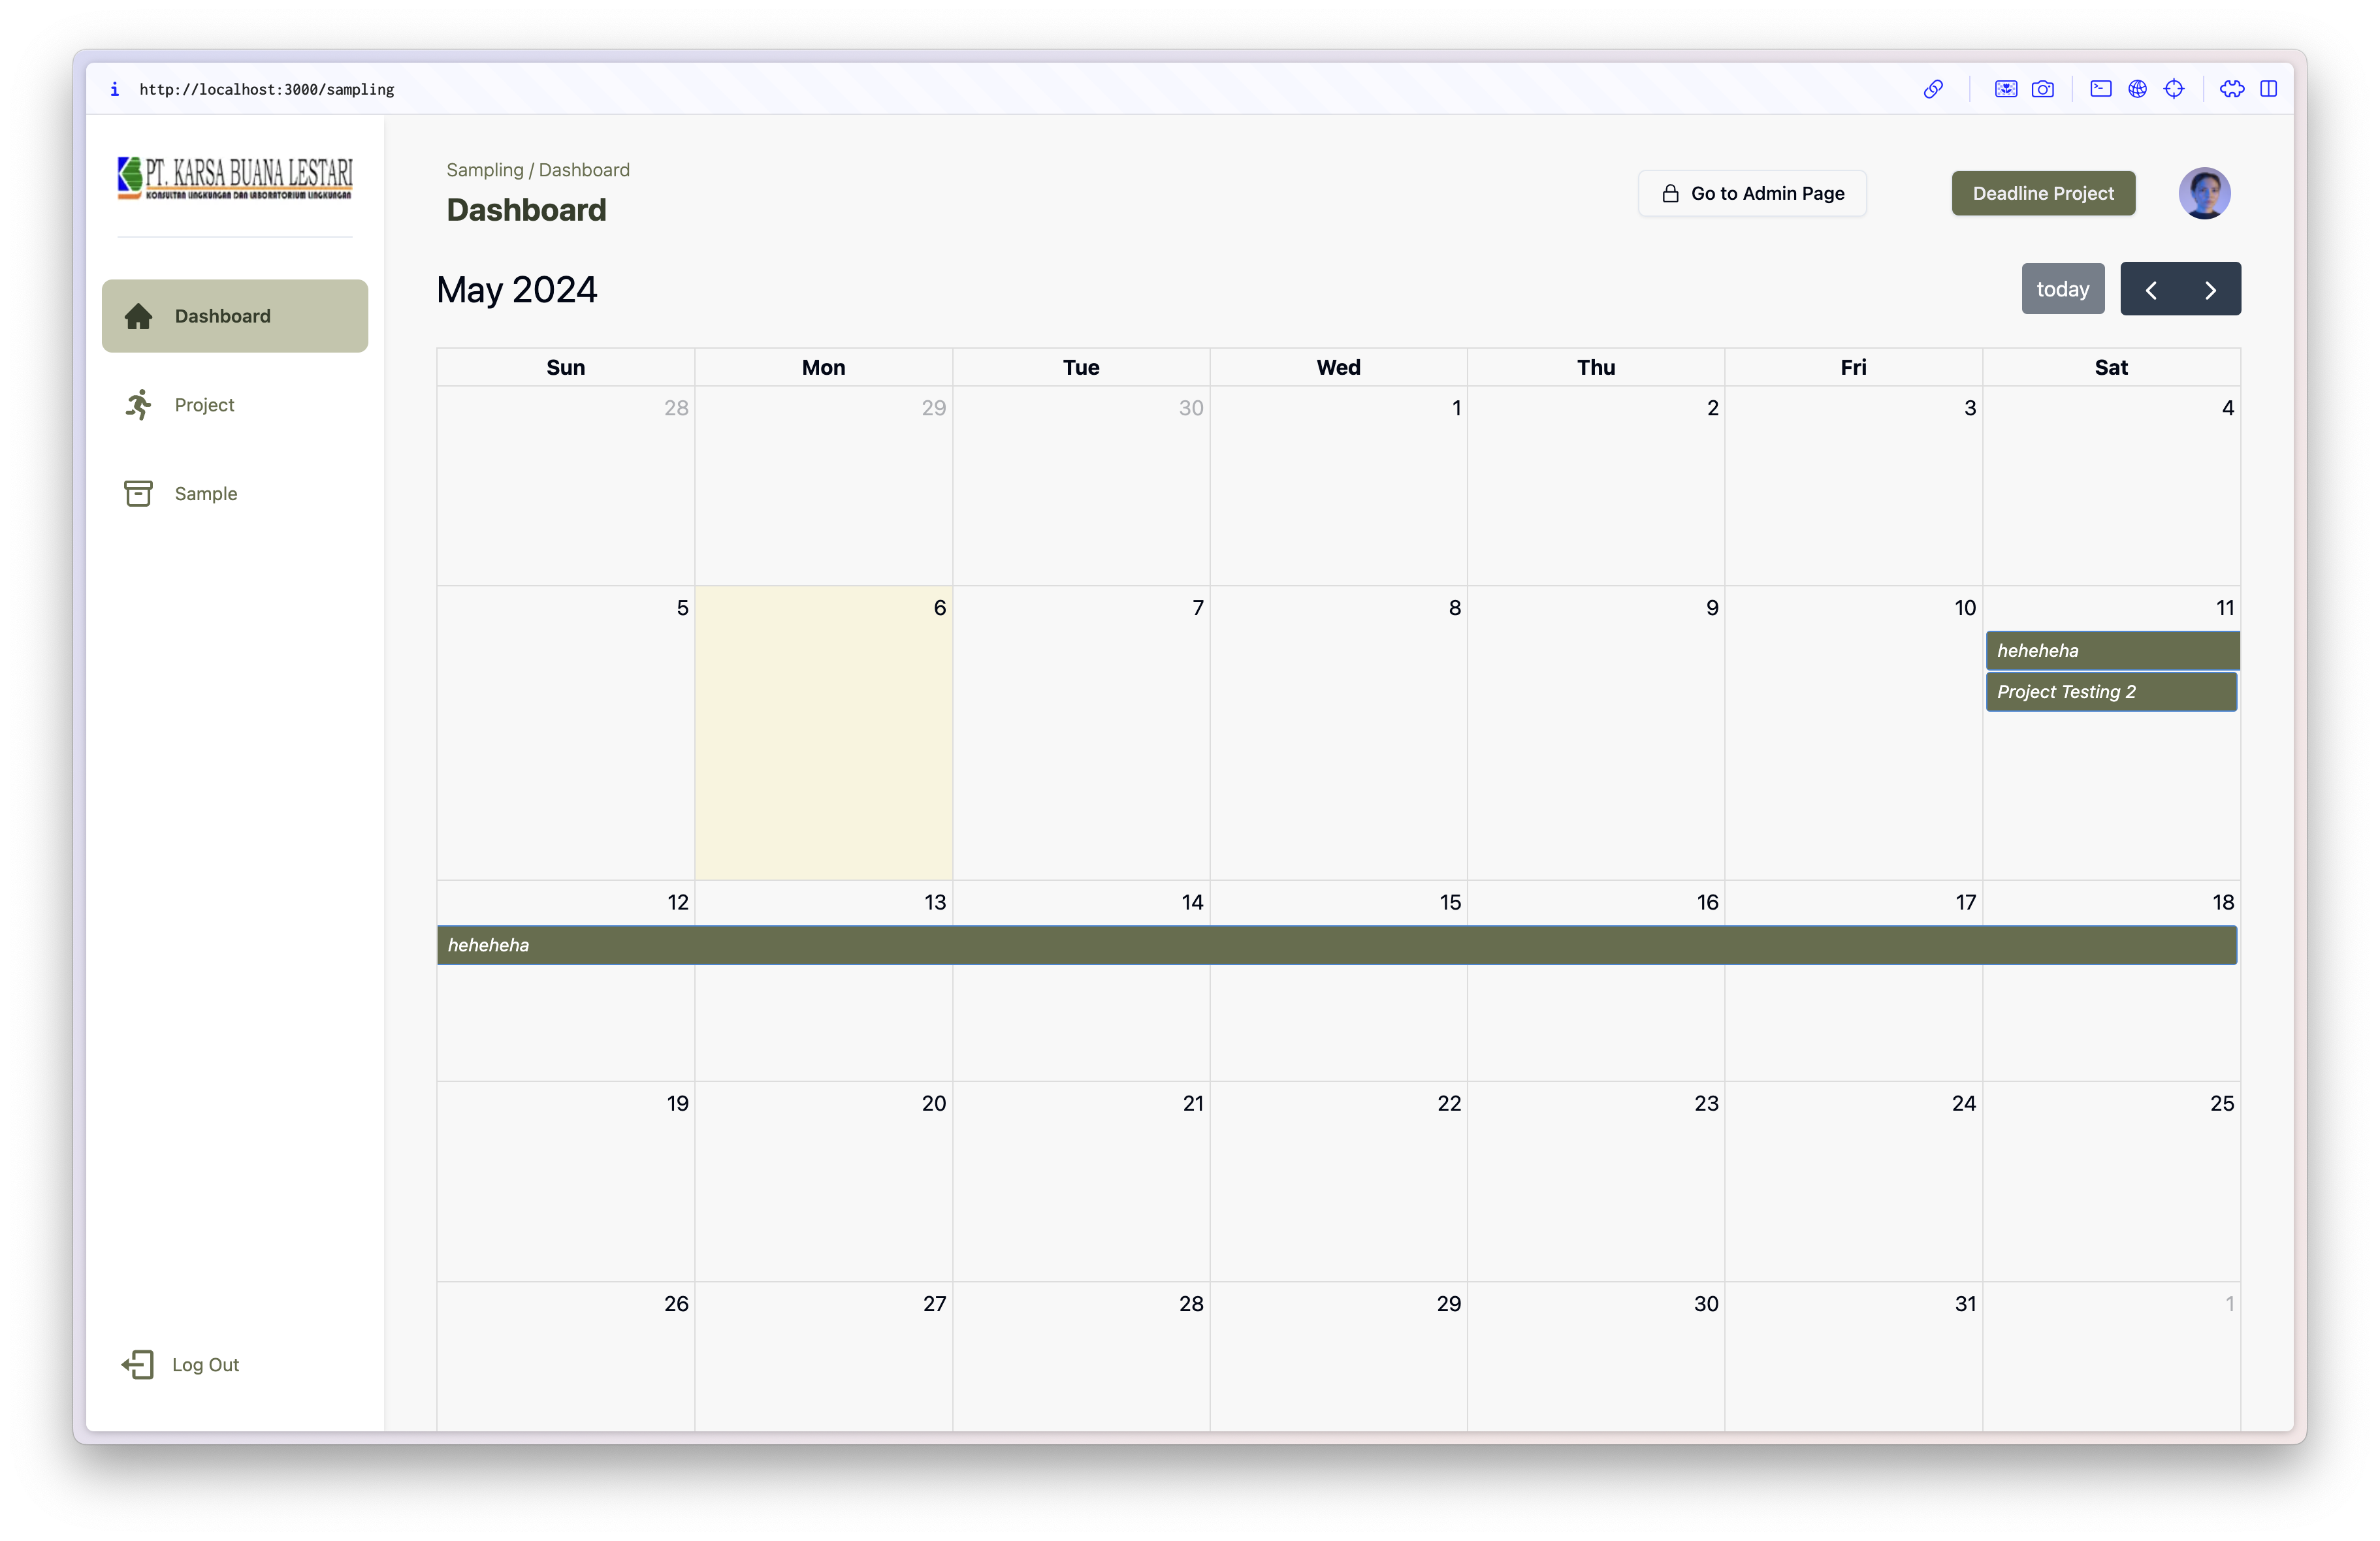 http://localhost:3000/sampling
PT. KARSA BUANA LESTARI
KONSULTAN LINGKUNGAN DAN LABORATORIUM LINGKUNGAN
Sampling / Dashboard
Dashboard
Go to Admin Page
Deadline Project
Dashboard
Project
Sample
Log Out
May 2024
today
Sun Mon Tue Wed Thu Fri Sat
28 29 30 1 2 3 4
5 6 7 8 9 10 11
heheheha
Project Testing 2
12 13 14 15 16 17 18
heheheha
19 20 21 22 23 24 25
26 27 28 29 30 31 1